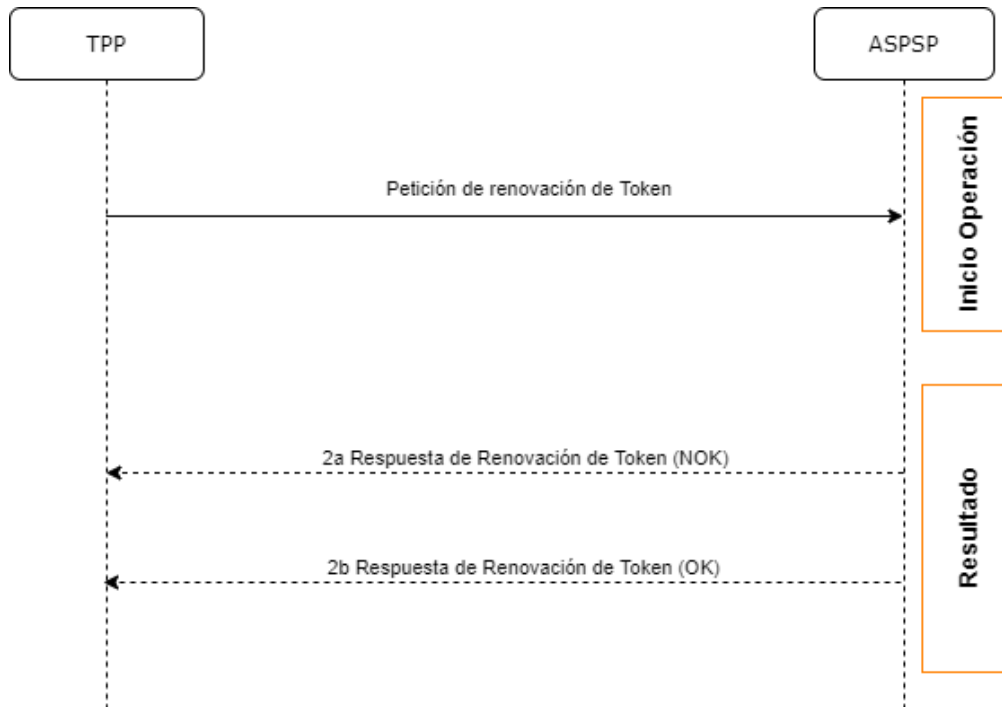 TPP
ASPSP
Inicio Operación
Petición de renovación de Token
2a Respuesta de Renovación de Token (NOK)
Resultado
2b Respuesta de Renovación de Token (OK)